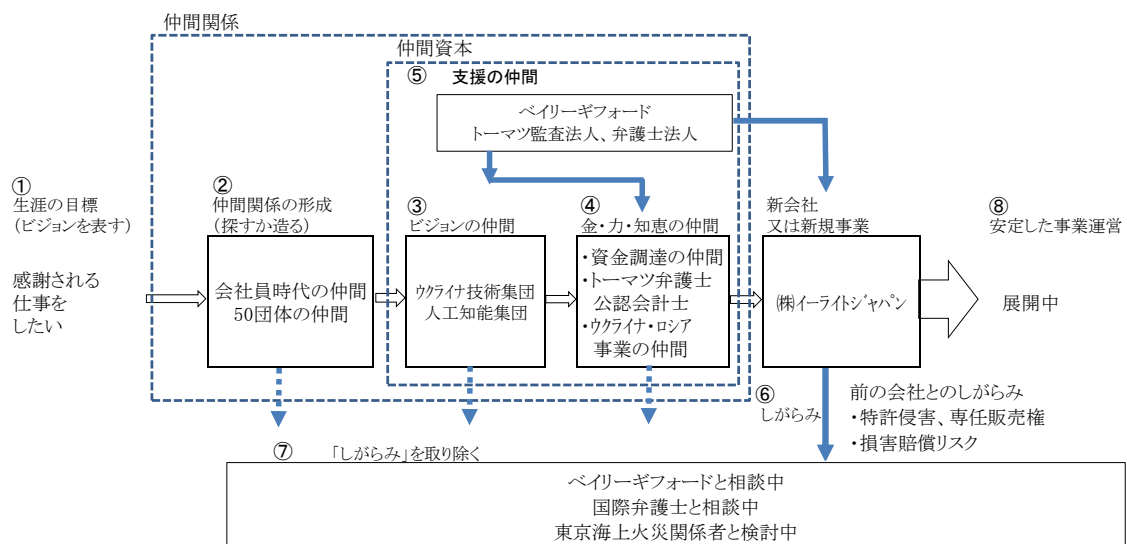 仲間関係
仲間資本
⑤ 支援の仲間
ベイリーギフォード
トーマツ監査法人、弁護士法人
①
生涯の目標
(ビジョンを表す)
感謝される
仕事を
したい
②
仲間関係の形成
(探すか造る)
会社員時代の仲間
50団体の仲間
③
ビジョンの仲間
ウクライナ技術集団
人工知能集団
④
金・力・知恵の仲間
・資金調達の仲間
・トーマツ弁護士
公認会計士
・ウクライナ・ロシア
事業の仲間
新会社
又は新規事業
㈱イーライトジャパン
⑧
安定した事業運営
展開中
⑥
しがらみ
前の会社とのしがらみ
・特許侵害、専任販売権
・損害賠償リスク
⑦ 「しがらみ」を取り除く
ベイリーギフォードと相談中
国際弁護士と相談中
東京海上火災関係者と検討中